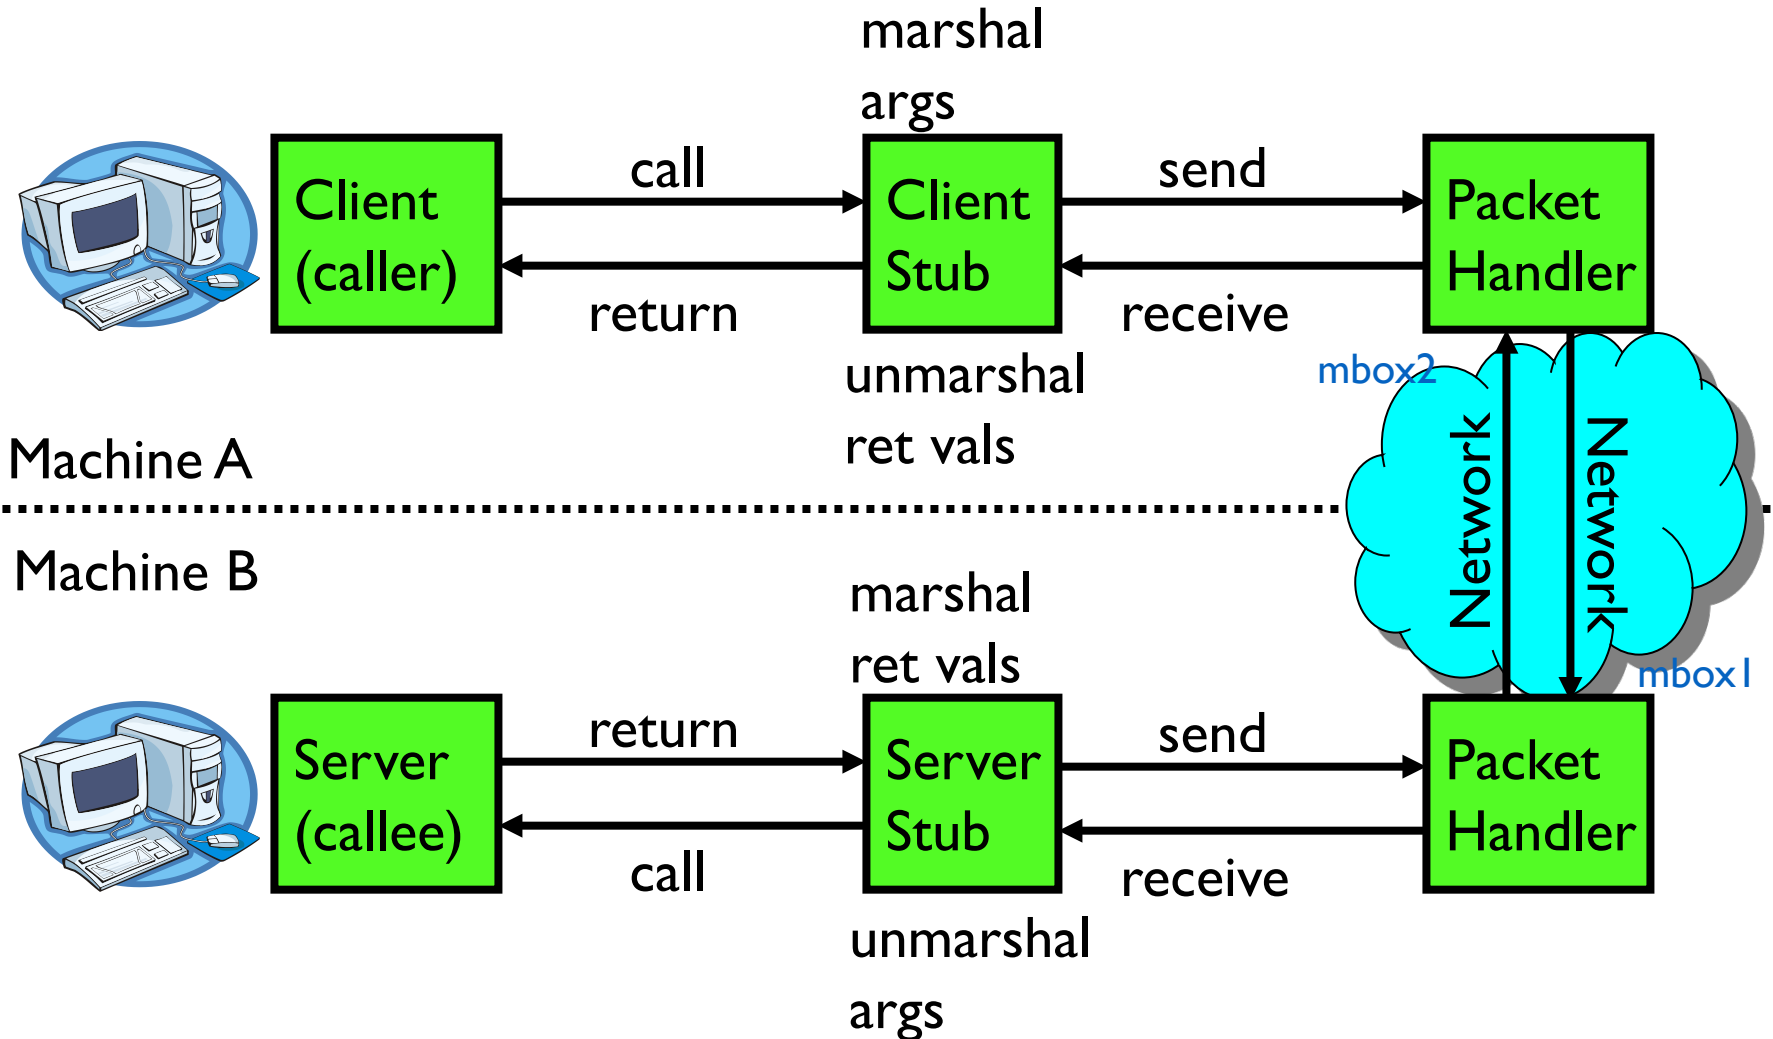 marshal
args
Client
(caller)
call
return
Client
Stub
send
receive
Packet
Handler
unmarshal
ret vals
mbox2
Network
Network
Machine A
Machine B
marshal
ret vals
mbox1
Server
(callee)
return
call
Server
Stub
send
receive
Packet
Handler
unmarshal
args